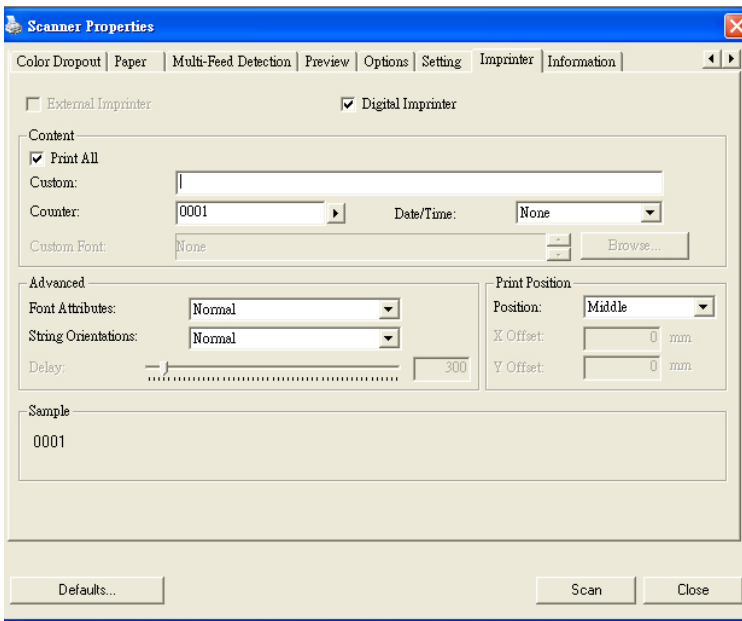 Scanner Properties
Color Dropout Paper Multi-Feed Detection Preview Options Setting Imprinter Information
External Imprinter Digital Imprinter
Content
Print All
Custom:
Counter: 0001 Date/Time: None
Custom Font: None Browse...
Advanced Print Position
Font Attributes: Normal Position: Middle
String Orientations: Normal X Offset: 0 mm
Delay: 300 Y Offset: 0 mm
Sample
0001
Defaults... Scan Close